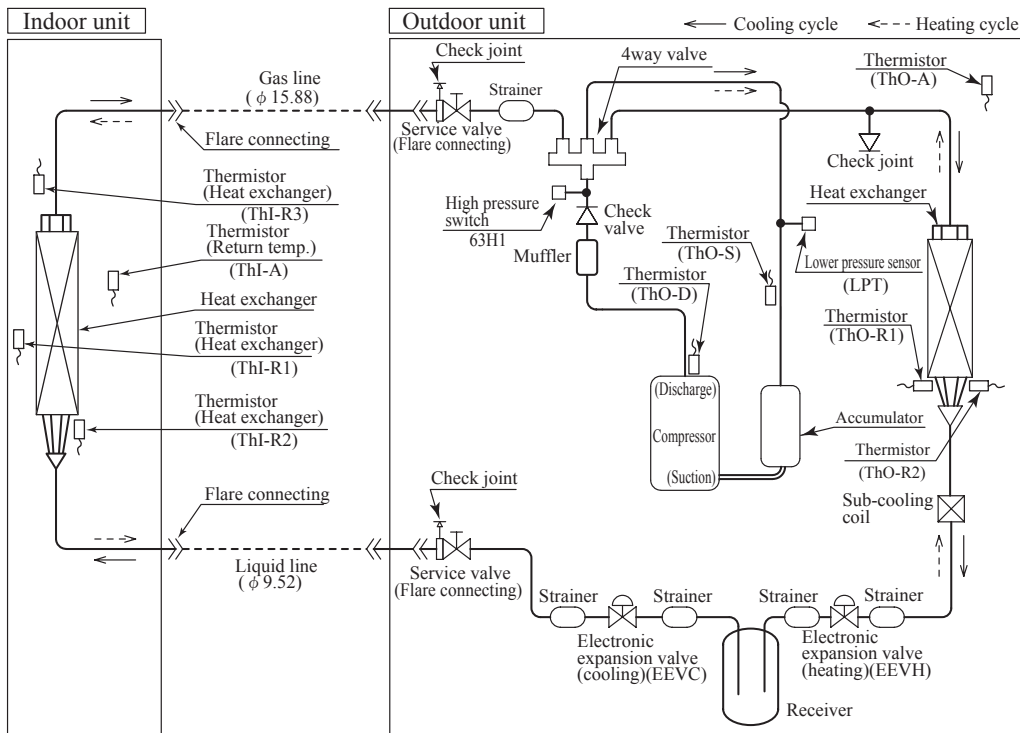 Indoor unit
Outdoor unit
Cooling cycle
Heating cycle
Check joint
4way valve
Thermistor
(ThO-A)
Gas line
( ϕ 15.88)
Strainer
Service valve
(Flare connecting)
Flare connecting
Check joint
Thermistor
(Heat exchanger)
(ThI-R3)
Thermistor
(Return temp.)
(ThI-A)
Heat exchanger
Thermistor
(Heat exchanger)
(ThI-R1)
Thermistor
(Heat exchanger)
(ThI-R2)
High pressure
switch
63H1
Check
valve
Muffler
Thermistor
(ThO-S)
Thermistor
(ThO-D)
Heat exchanger
Lower pressure sensor
(LPT)
Thermistor
(ThO-R1)
(Discharge)
Compressor
(Suction)
Accumulator
Thermistor
(ThO-R2)
Sub-cooling
coil
Flare connecting
Check joint
Liquid line
( ϕ 9.52)
Service valve
(Flare connecting)
Strainer
Strainer
Strainer
Strainer
Electronic
expansion valve
(cooling)(EEVC)
Electronic
expansion valve
(heating)(EEVH)
Receiver